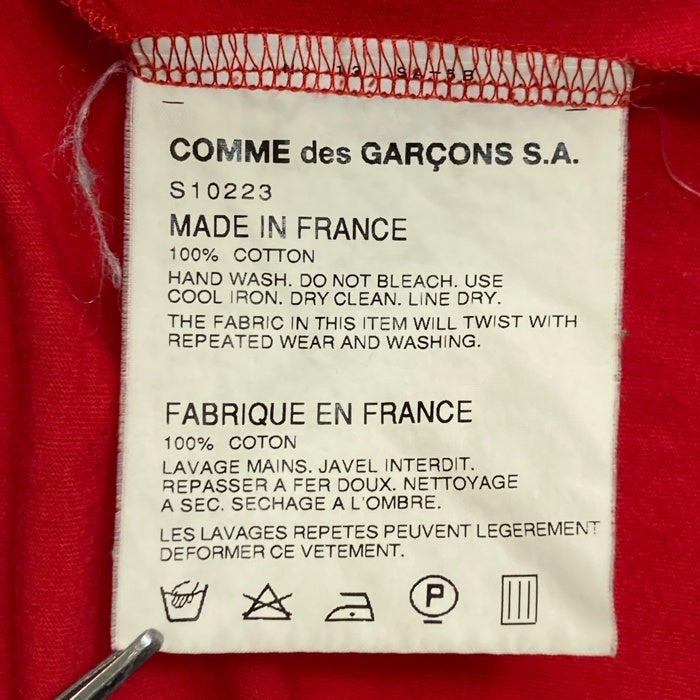 COMME des GARÇONS S.A.
S10223
MADE IN FRANCE
100% COTTON
HAND WASH. DO NOT BLEACH. USE
COOL IRON. DRY CLEAN. LINE DRY.
THE FABRIC IN THIS ITEM WILL TWIST WITH
REPEATED WEAR AND WASHING.
FABRIQUE EN FRANCE
100% COTON
LAVAGE MAINS. JAVEL INTERDIT.
REPASSER A FER DOUX. NETTOYAGE
A SEC. SECHAGE A L'OMBRE.
LES LAVAGES REPETES PEUVENT LEGEREMENT
DEFORMER CE VETEMENT.
P